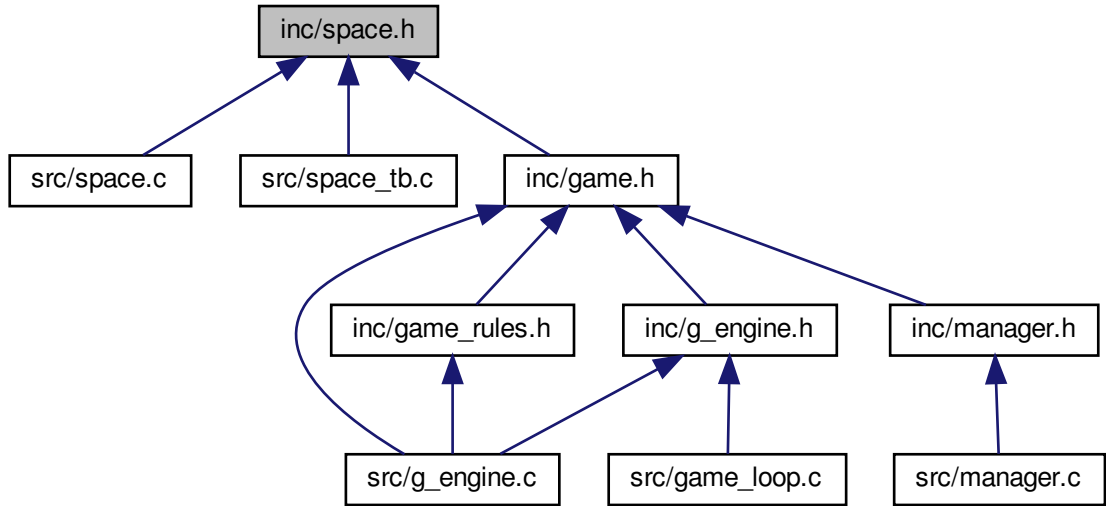 inc/space.h
src/space.c
src/space_tb.c
inc/game.h
inc/game_rules.h
inc/g_engine.h
inc/manager.h
src/g_engine.c
src/game_loop.c
src/manager.c